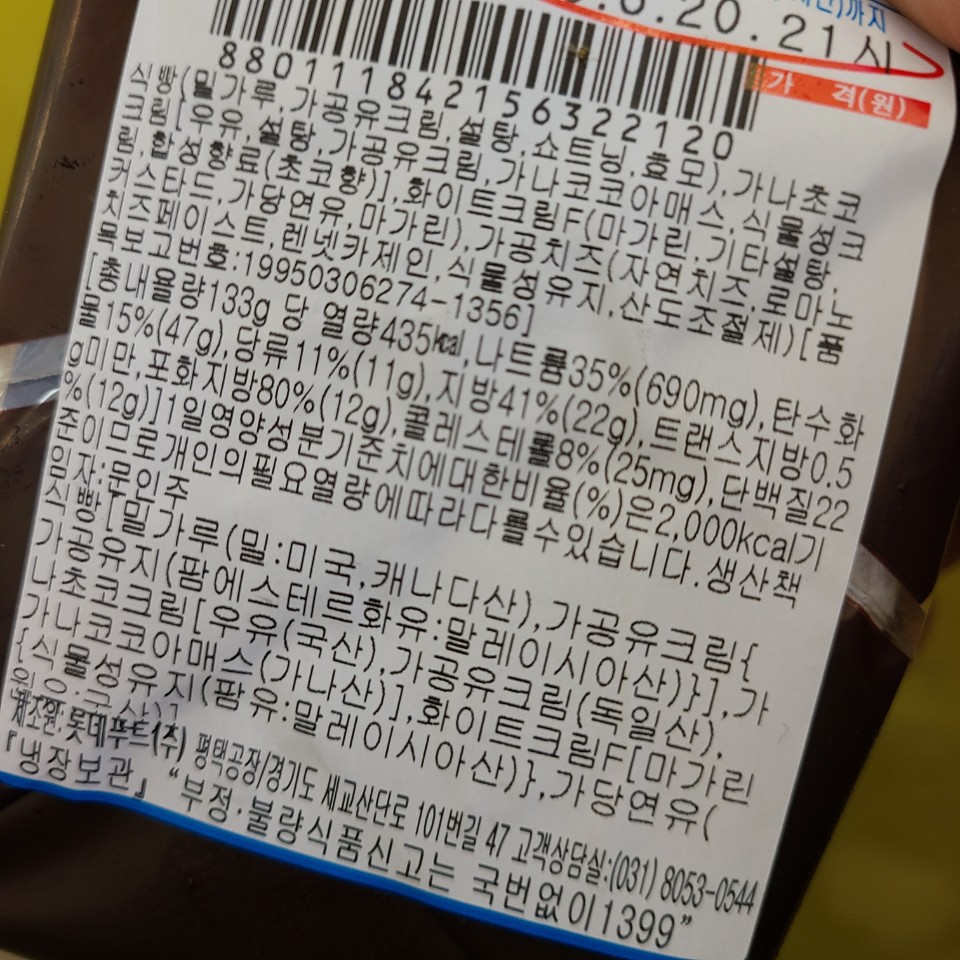 까지
.20.21시
가 격(원)
8801118421563 22120
식빵(밀가루,가공유크림,설탕,쇼트닝,효모),가나초코
크림[우유,설탕,가공유크림,가나코코아매스,식물성크
림,합성향료(초코향)],화이트크림F(마가린,기타설탕,
커스타드,가당연유,마가린),가공치즈(자연치즈,로마노
치즈페이스트,렌넷카제인,식물성유지,산도조절제)[품
목보고번호:19950306274-1356]
[총내용량133g 당 열량435kcal,나트륨35%(690mg),탄수화
물15%(47g),당류11%(11g),지방41%(22g),트랜스지방0.5
g미만,포화지방80%(12g),콜레스테롤8%(25mg),단백질22
%(12g)]1일영양성분기준치에대한비율(%)은2,000kcal기
준이므로개인의필요열량에따라다를수있습니다.생산책
임자:무인주
식빵[밀가루(밀:미국,캐나다산),가공유크림{
가공유지(팜에스테르화유:말레이시아산)}],가
나초코크림[우유(국산),가공유크림(독일산),
가나코코아매스(가나산)],화이트크림F[마가린
{식물성유지(팜유:말레이시아산)},가당연유(
원유:국산)]
제조원:롯데푸드(주) 평택공장/경기도 세교산단로 101번길 47 고객상담실:(031) 8053-0544
『냉장보관』 “부정·불량식품신고는 국번없이1399”